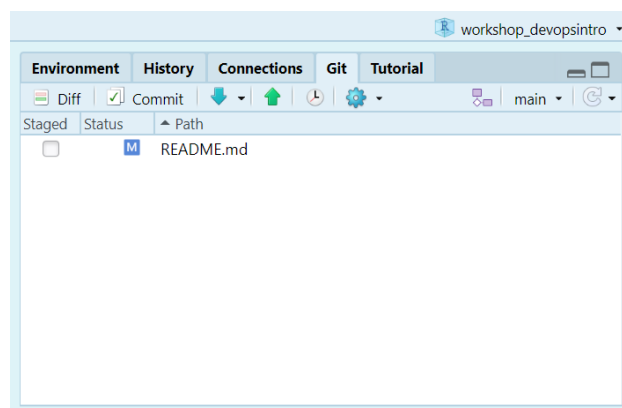 R workshop_devopsintro
Environment History Connections Git Tutorial
Diff Commit main
Staged Status Path
M README.md